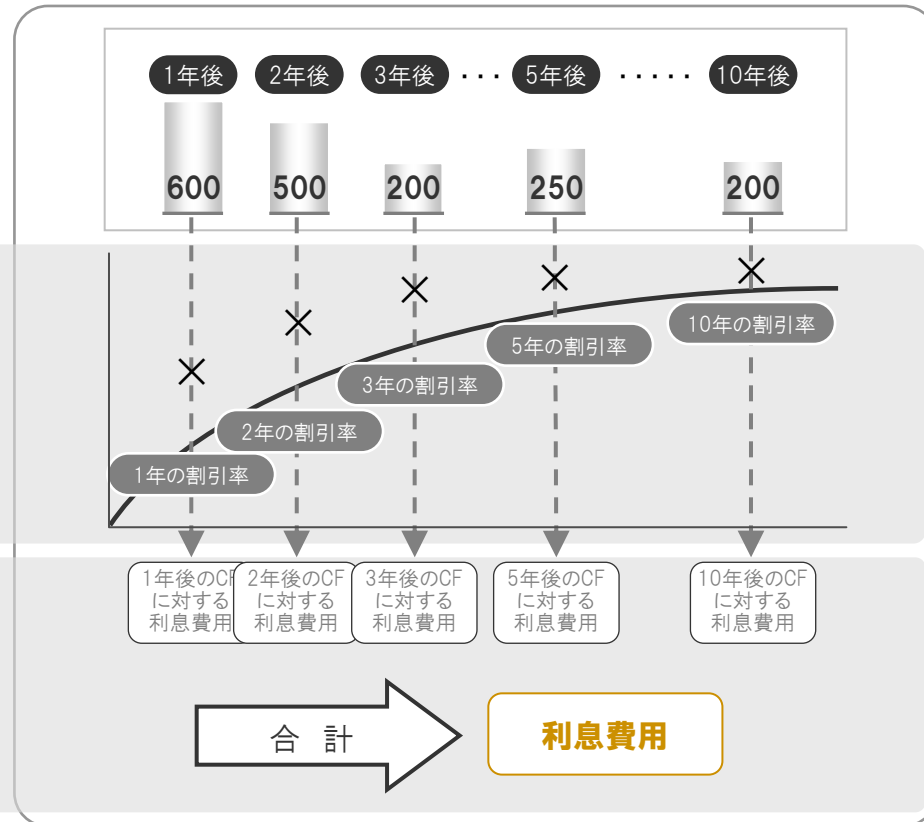 1年後 2年後 3年後 ・・・ 5年後 ・・・・・ 10年後
600 500 200 250 200
10年の割引率
5年の割引率
3年の割引率
2年の割引率
1年の割引率
1年後のCF
に対する
利息費用
2年後のCF
に対する
利息費用
3年後のCF
に対する
利息費用
5年後のCF
に対する
利息費用
10年後のCF
に対する
利息費用
合 計
利息費用